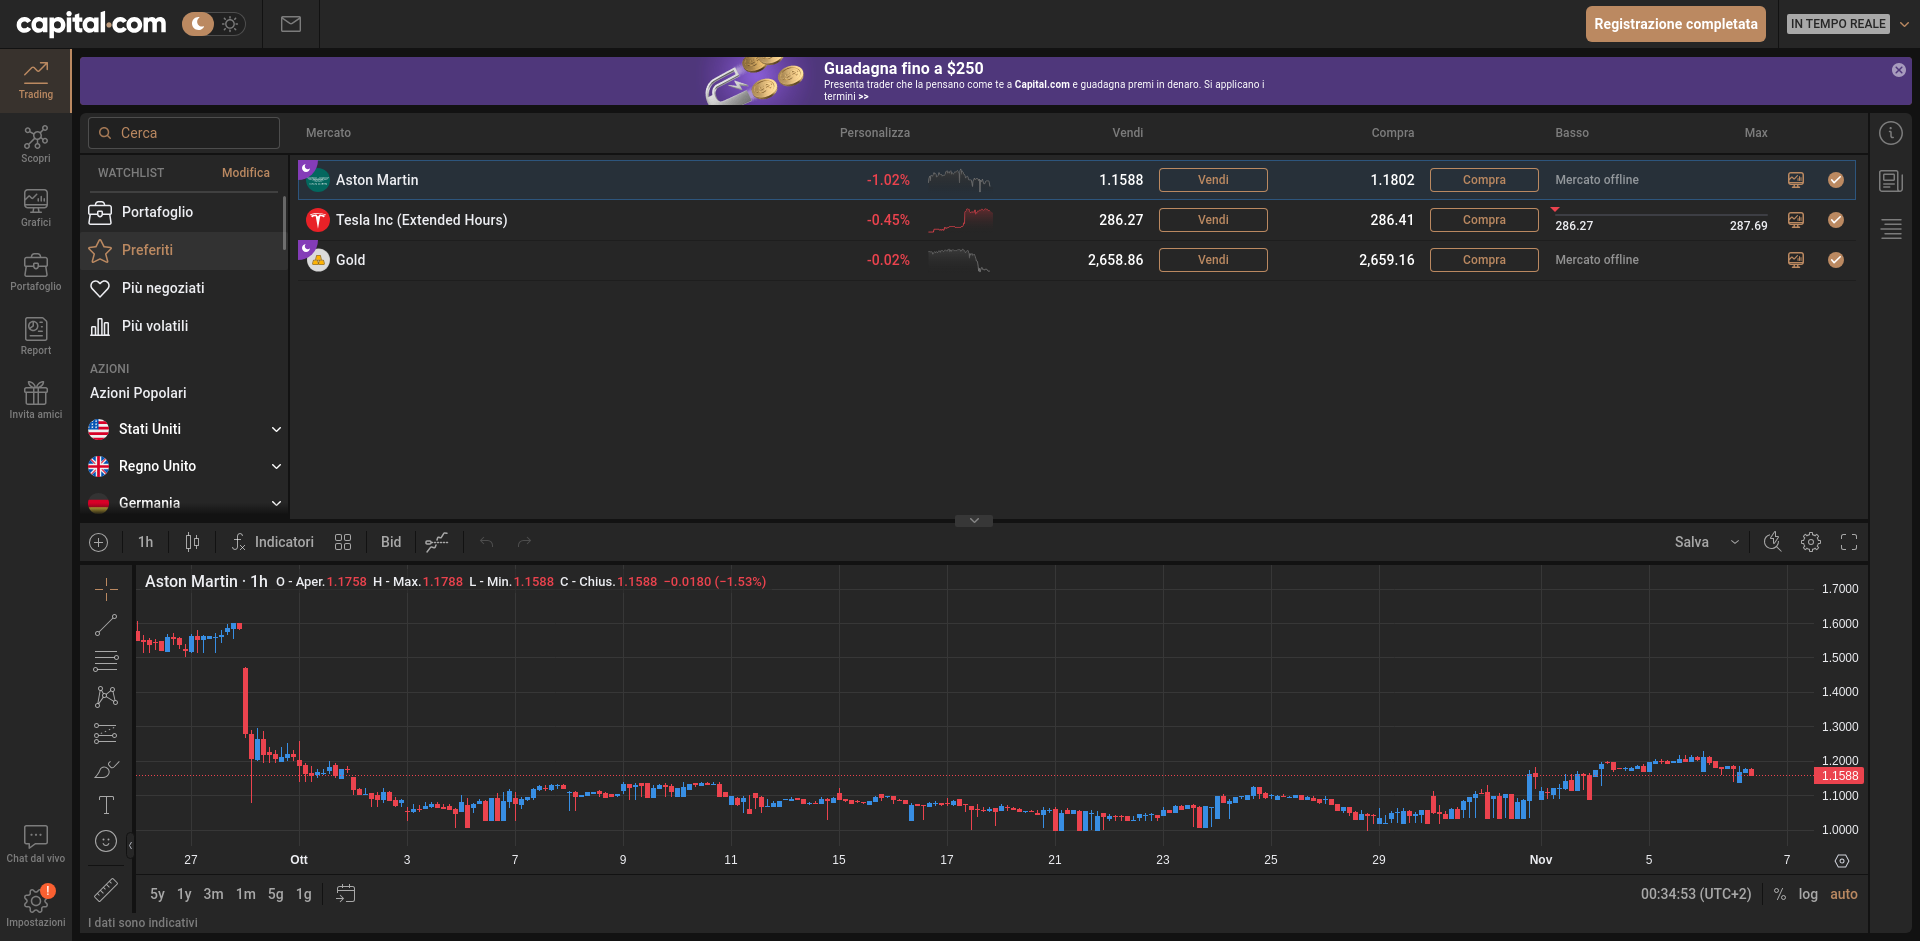 capital.com
Registrazione completata
IN TEMPO REALE
Guadagna fino a $250
Presenta trader che la pensano come te a Capital.com e guadagna premi in denaro. Si applicano i
termini >>
Trading
Scopri
Grafici
Portafoglio
Report
Invita amici
Chat dal vivo
Impostazioni
!
Cerca
WATCHLIST Modifica
Portafoglio
Preferiti
Più negoziati
Più volatili
AZIONI
Azioni Popolari
Stati Uniti
Regno Unito
Germania
Mercato Personalizza Vendi Compra Basso Max
Aston Martin -1.02% 1.1588 Vendi 1.1802 Compra Mercato offline
Tesla Inc (Extended Hours) -0.45% 286.27 Vendi 286.41 Compra 286.27 287.69
Gold -0.02% 2,658.86 Vendi 2,659.16 Compra Mercato offline
1h Indicatori Bid Salva
Aston Martin · 1h O - Aper.1.1758 H - Max.1.1788 L - Min.1.1588 C - Chius.1.1588 −0.0180 (−1.53%)
1.7000
1.6000
1.5000
1.4000
1.3000
1.2000
1.1588
1.1000
1.0000
27 Ott 3 7 9 11 15 17 21 23 25 29 Nov 5 7
5y 1y 3m 1m 5g 1g 00:34:53 (UTC+2) % log auto
I dati sono indicativi